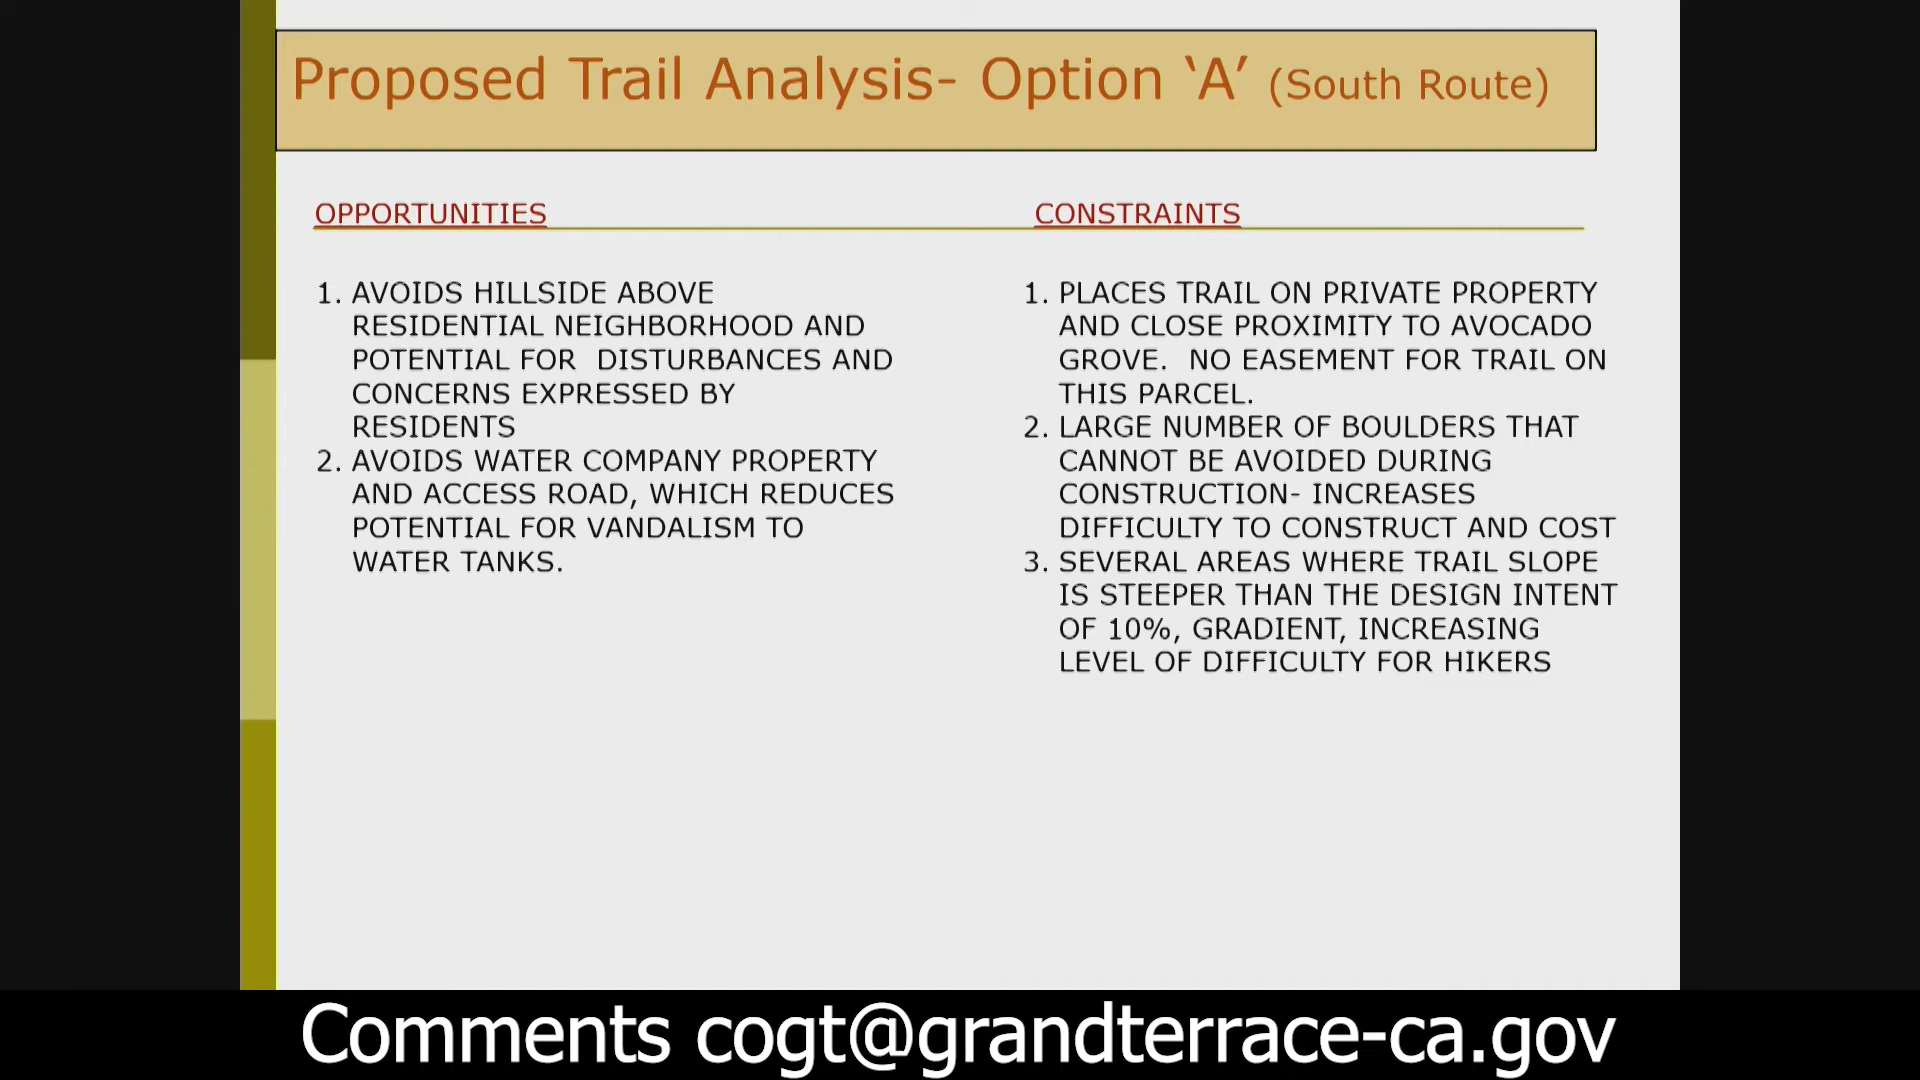 Proposed Trail Analysis- Option ‘A’ (South Route)
OPPORTUNITIES
1. AVOIDS HILLSIDE ABOVE
RESIDENTIAL NEIGHBORHOOD AND
POTENTIAL FOR DISTURBANCES AND
CONCERNS EXPRESSED BY
RESIDENTS
2. AVOIDS WATER COMPANY PROPERTY
AND ACCESS ROAD, WHICH REDUCES
POTENTIAL FOR VANDALISM TO
WATER TANKS.
CONSTRAINTS
1. PLACES TRAIL ON PRIVATE PROPERTY
AND CLOSE PROXIMITY TO AVOCADO
GROVE. NO EASEMENT FOR TRAIL ON
THIS PARCEL.
2. LARGE NUMBER OF BOULDERS THAT
CANNOT BE AVOIDED DURING
CONSTRUCTION- INCREASES
DIFFICULTY TO CONSTRUCT AND COST
3. SEVERAL AREAS WHERE TRAIL SLOPE
IS STEEPER THAN THE DESIGN INTENT
OF 10%, GRADIENT, INCREASING
LEVEL OF DIFFICULTY FOR HIKERS
Comments cogt@grandterrace-ca.gov